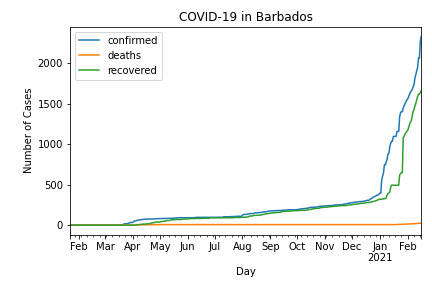 COVID-19 in Barbados
confirmed
deaths
recovered
Number of Cases
2000
1500
1000
500
0
Feb Mar Apr May Jun Jul Aug Sep Oct Nov Dec Jan Feb
2021
Day